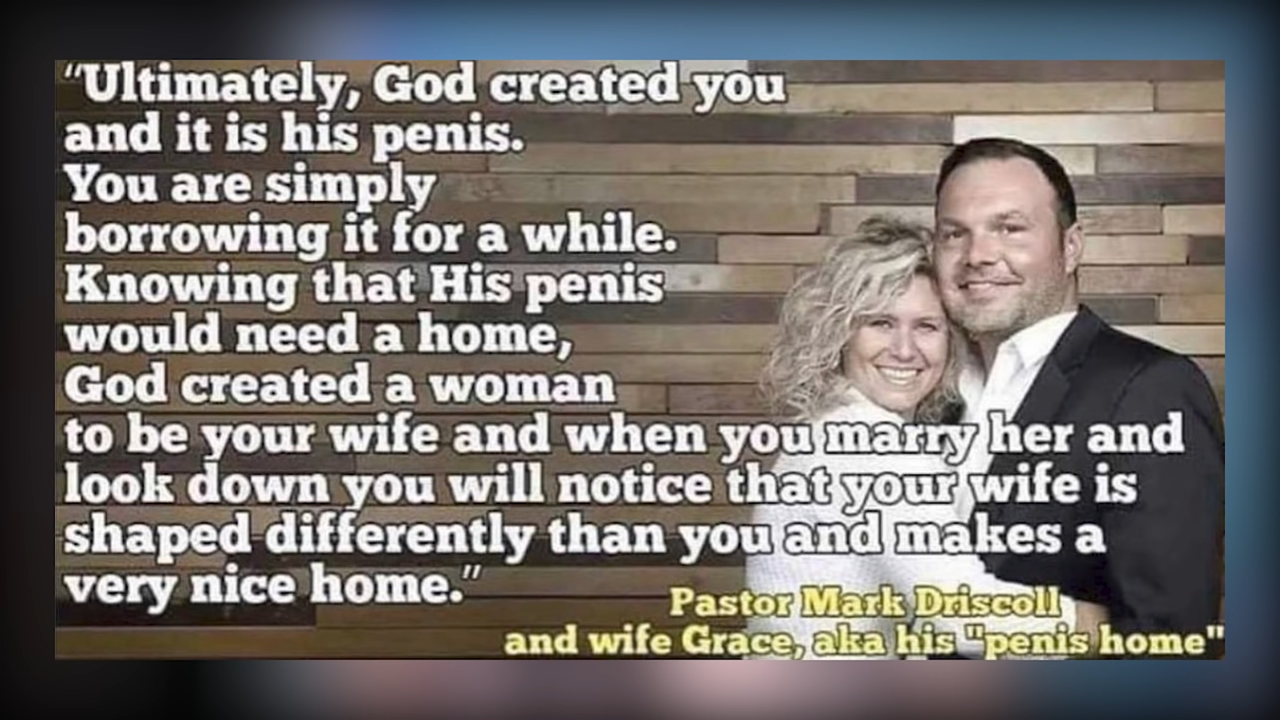 "Ultimately, God created you
and it is his penis.
You are simply
borrowing it for a while.
Knowing that His penis
would need a home,
God created a woman
to be your wife and when you marry her and
look down you will notice that your wife is
shaped differently than you and makes a
very nice home."
Pastor Mark Driscoll
and wife Grace, aka his "penis home"